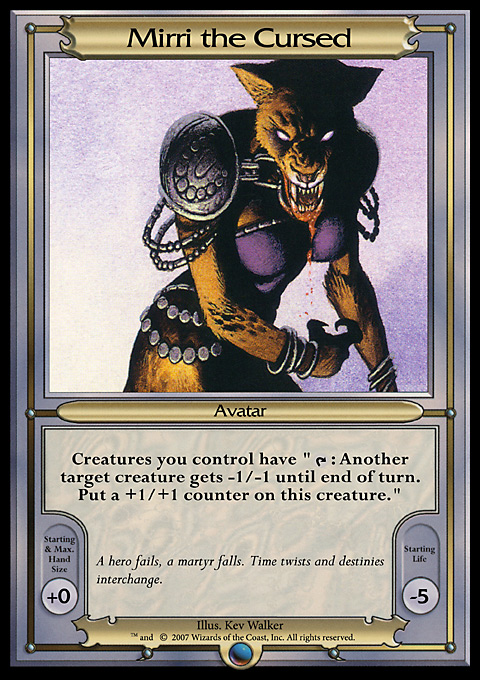 Mirri the Cursed
Avatar
Creatures you control have " : Another
target creature gets -1/-1 until end of turn.
Put a +1/+1 counter on this creature."
A hero fails, a martyr falls. Time twists and destinies
interchange.
Starting
& Max.
Hand
Size
+0
Starting
Life
-5
Illus. Kev Walker
™ and © 2007 Wizards of the Coast, Inc. All rights reserved.